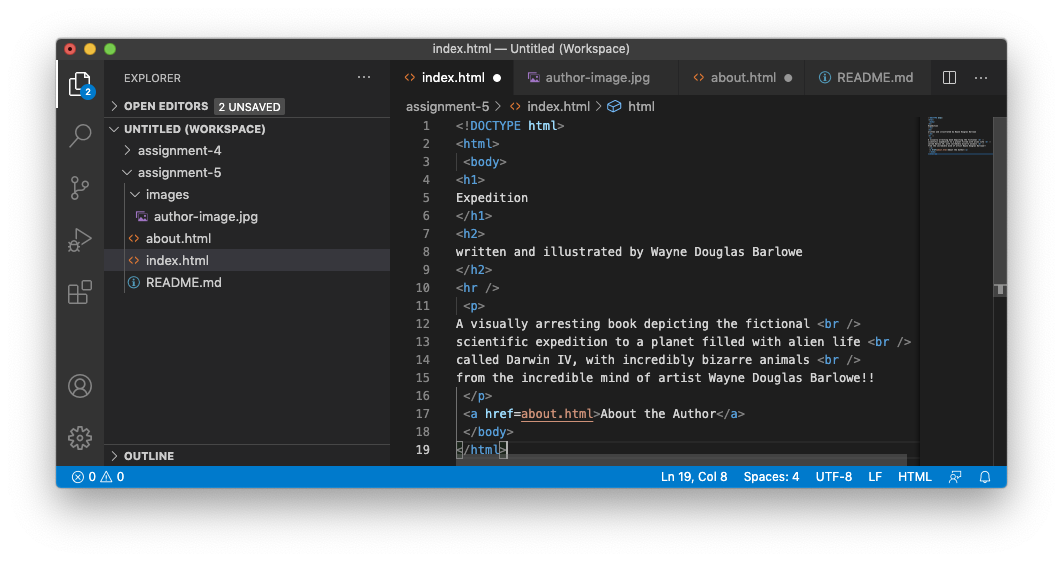 index.html — Untitled (Workspace)
2
EXPLORER
OPEN EDITORS 2 UNSAVED
UNTITLED (WORKSPACE)
assignment-4
assignment-5
images
author-image.jpg
about.html
index.html
README.md
OUTLINE
index.html author-image.jpg about.html README.md
assignment-5 > index.html > html
1 <!DOCTYPE html>
2 <html>
3 <body>
4 <h1>
5 Expedition
6 </h1>
7 <h2>
8 written and illustrated by Wayne Douglas Barlowe
9 </h2>
10 <hr />
11 <p>
12 A visually arresting book depicting the fictional <br />
13 scientific expedition to a planet filled with alien life <br />
14 called Darwin IV, with incredibly bizarre animals <br />
15 from the incredible mind of artist Wayne Douglas Barlowe!!
16 </p>
17 <a href=about.html>About the Author</a>
18 </body>
19 </html>
0 0 Ln 19, Col 8 Spaces: 4 UTF-8 LF HTML